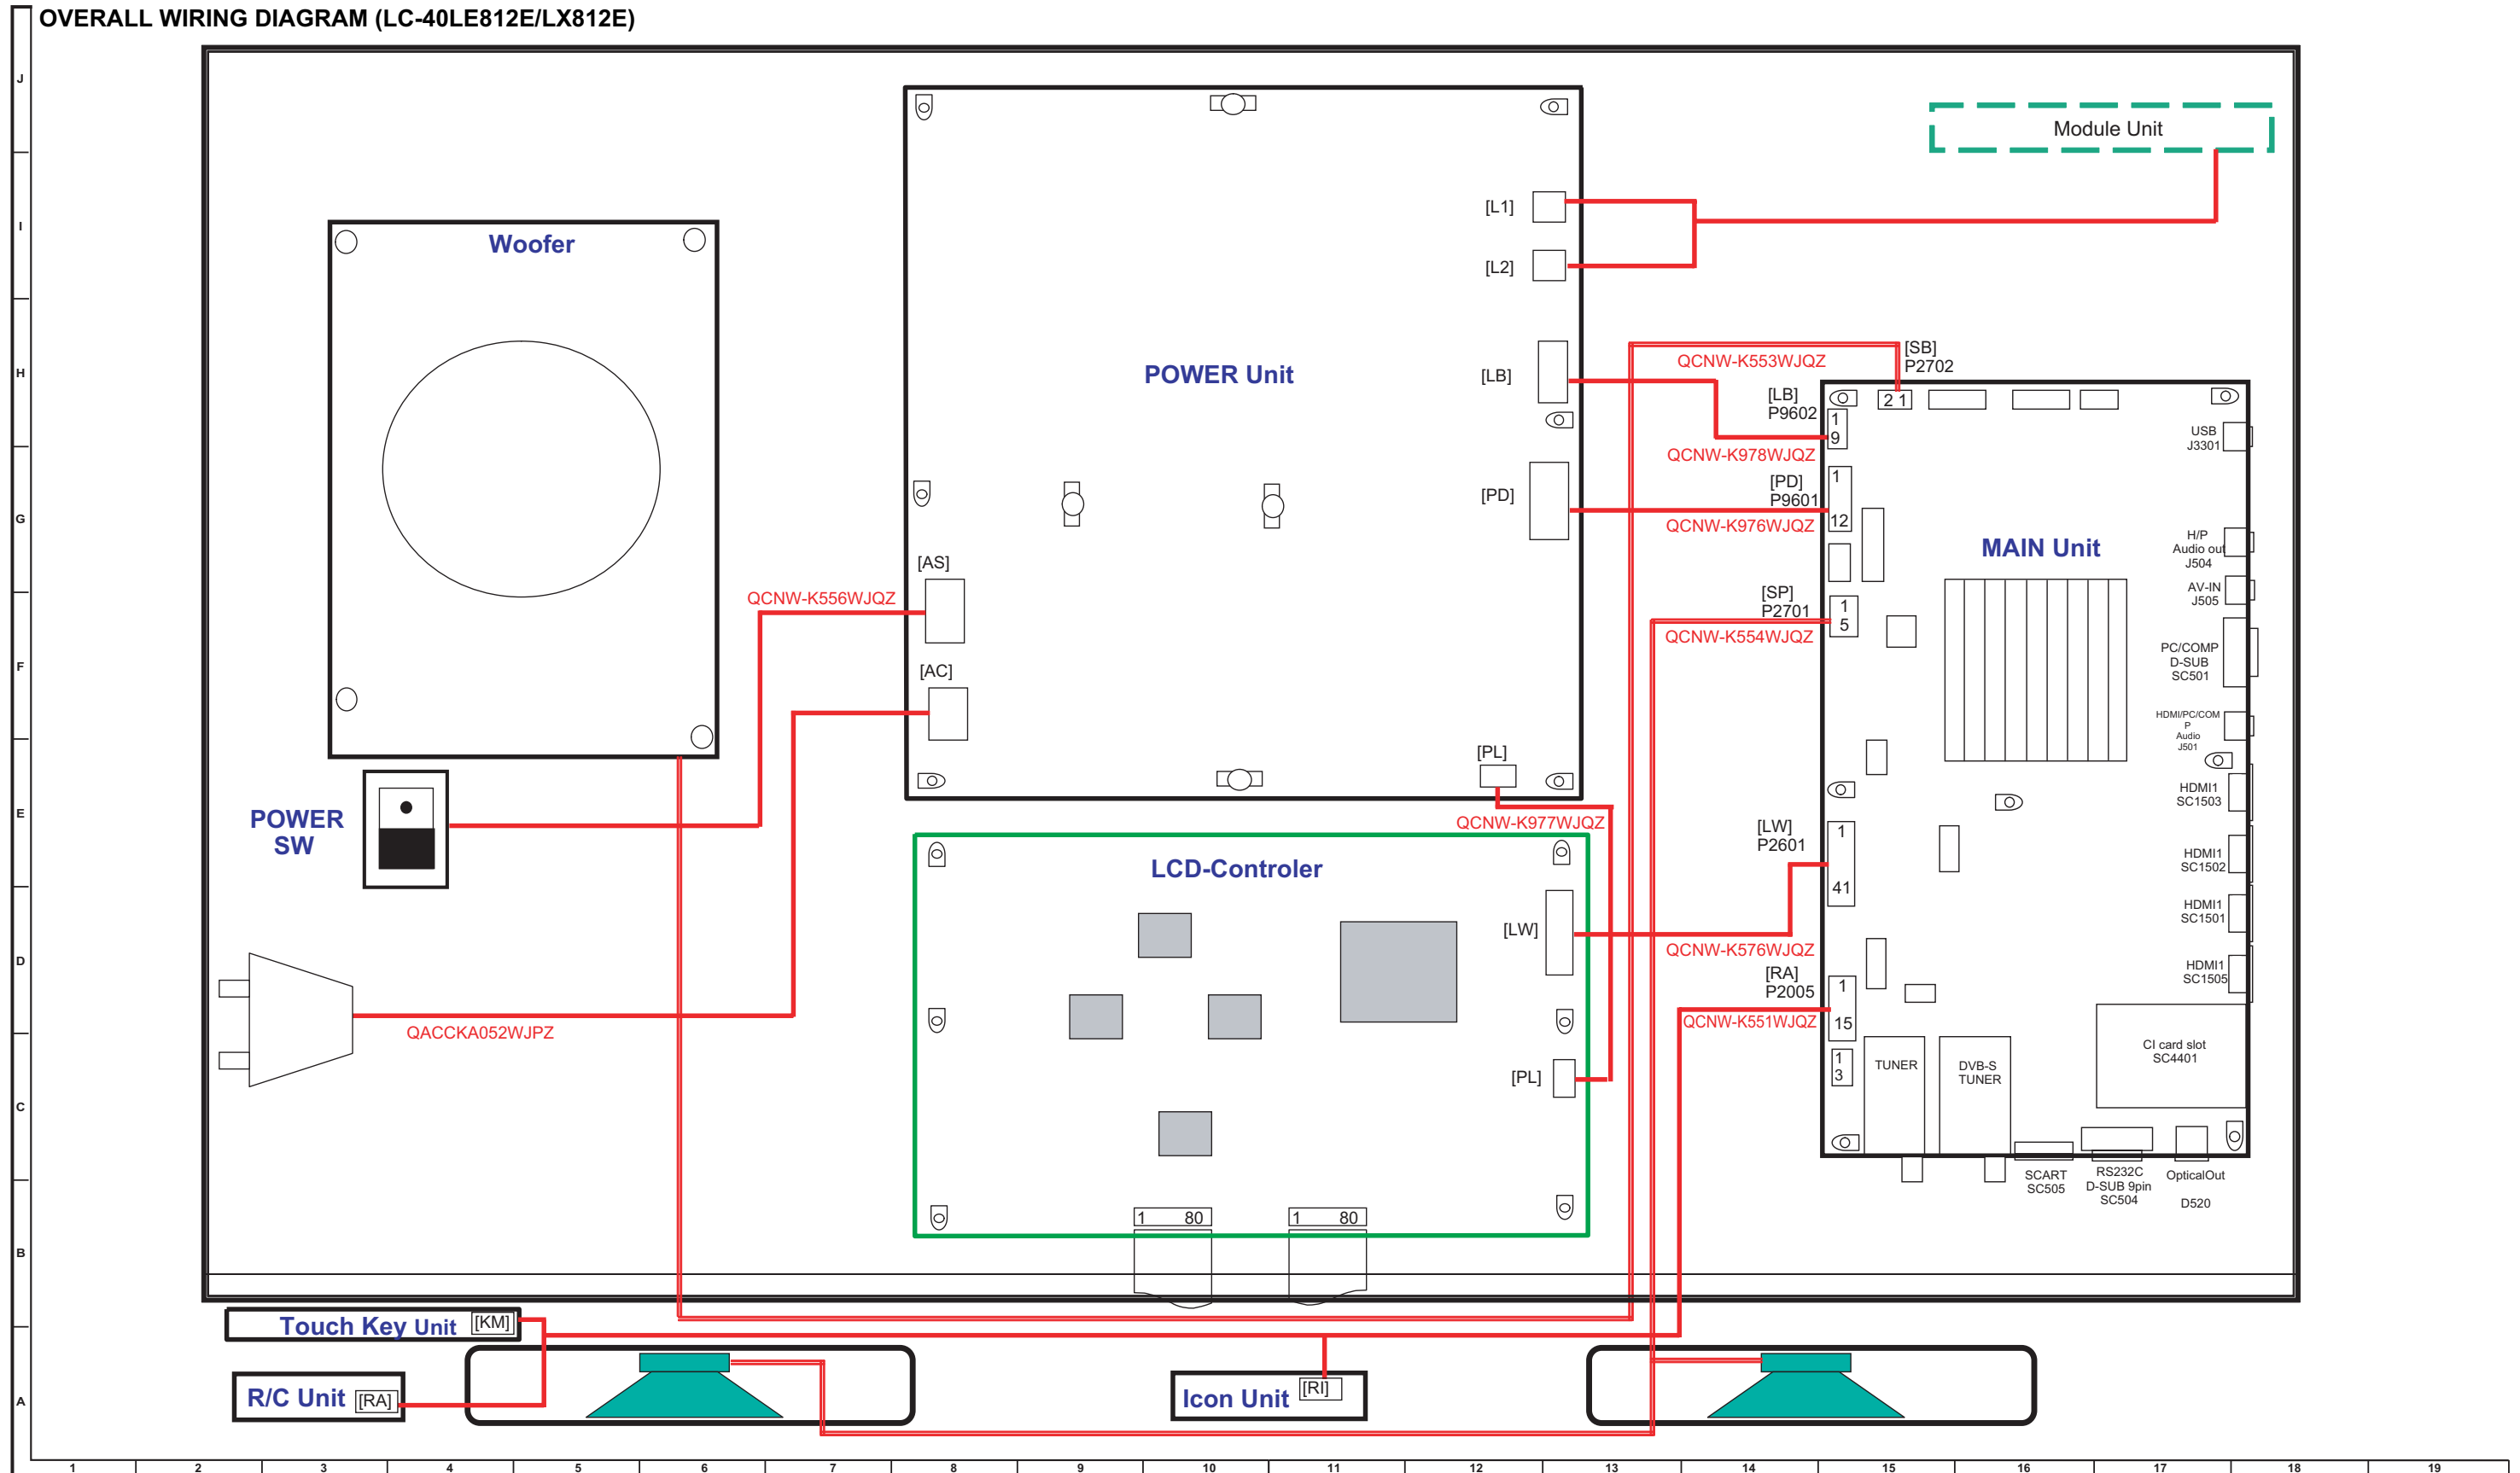 OVERALL WIRING DIAGRAM (LC-40LE812E/LX812E)
J
I
H
G
F
E
D
C
B
A
Module Unit
Woofer
POWER Unit
[L1]
[L2]
[LB]
[PD]
[AS]
[AC]
[PL]
QCNW-K556WJQZ
POWER
SW
QACCKA052WJPZ
QCNW-K977WJQZ
LCD-Controler
[LW]
[PL]
1 80
1 80
QCNW-K553WJQZ
[SB]
P2702
2 1
[LB]
P9602
1
9
QCNW-K978WJQZ
[PD]
P9601
1
12
QCNW-K976WJQZ
[SP]
P2701
1
5
QCNW-K554WJQZ
[LW]
P2601
1
41
QCNW-K576WJQZ
[RA]
P2005
1
15
QCNW-K551WJQZ
1
3
MAIN Unit
USB
J3301
H/P
Audio out
J504
AV-IN
J505
PC/COMP
D-SUB
SC501
HDMI/PC/COM
P
Audio
J501
HDMI1
SC1503
HDMI1
SC1502
HDMI1
SC1501
HDMI1
SC1505
TUNER
DVB-S
TUNER
CI card slot
SC4401
SCART
SC505
RS232C
D-SUB 9pin
SC504
OpticalOut
D520
Touch Key Unit [KM]
R/C Unit [RA]
Icon Unit [RI]
1 2 3 4 5 6 7 8 9 10 11 12 13 14 15 16 17 18 19